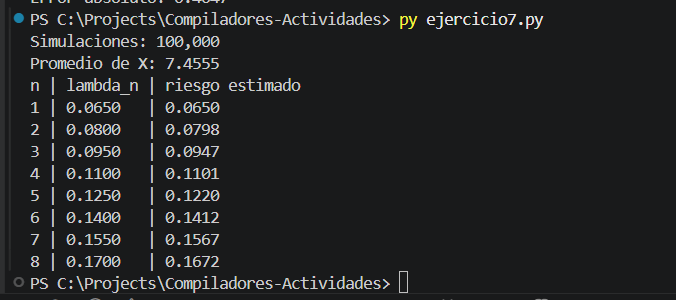 PS C:\Projects\Compiladores-Actividades> py ejercicio7.py
Simulaciones: 100,000
Promedio de X: 7.4555
n | lambda_n | riesgo estimado
1 | 0.0650   | 0.0650
2 | 0.0800   | 0.0798
3 | 0.0950   | 0.0947
4 | 0.1100   | 0.1101
5 | 0.1250   | 0.1220
6 | 0.1400   | 0.1412
7 | 0.1550   | 0.1567
8 | 0.1700   | 0.1672
PS C:\Projects\Compiladores-Actividades>